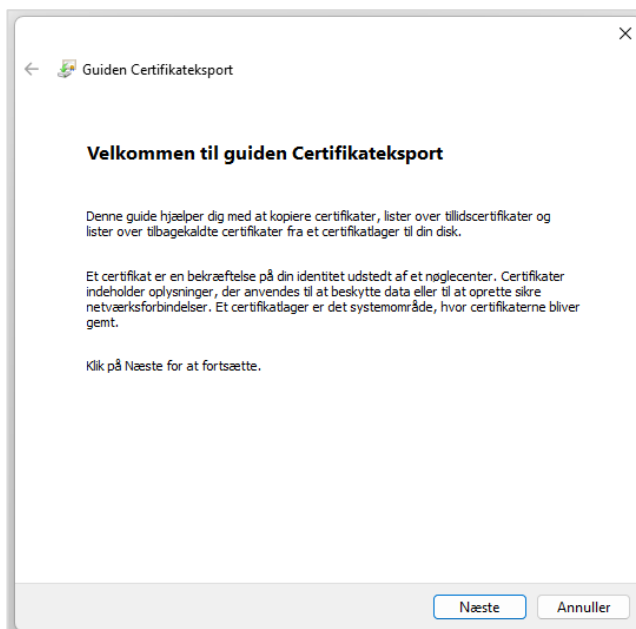 Guiden Certifikateksport
Velkommen til guiden Certifikateksport
Denne guide hjælper dig med at kopiere certifikater, lister over tillidscertifikater og
lister over tilbagekaldte certifikater fra et certifikatlager til din disk.
Et certifikat er en bekræftelse på din identitet udstedt af et nøglecenter. Certifikater
indeholder oplysninger, der anvendes til at beskytte data eller til at oprette sikre
netværksforbindelser. Et certifikatlager er det systemområde, hvor certifikaterne bliver
gemt.
Klik på Næste for at fortsætte.
Næste
Annuller